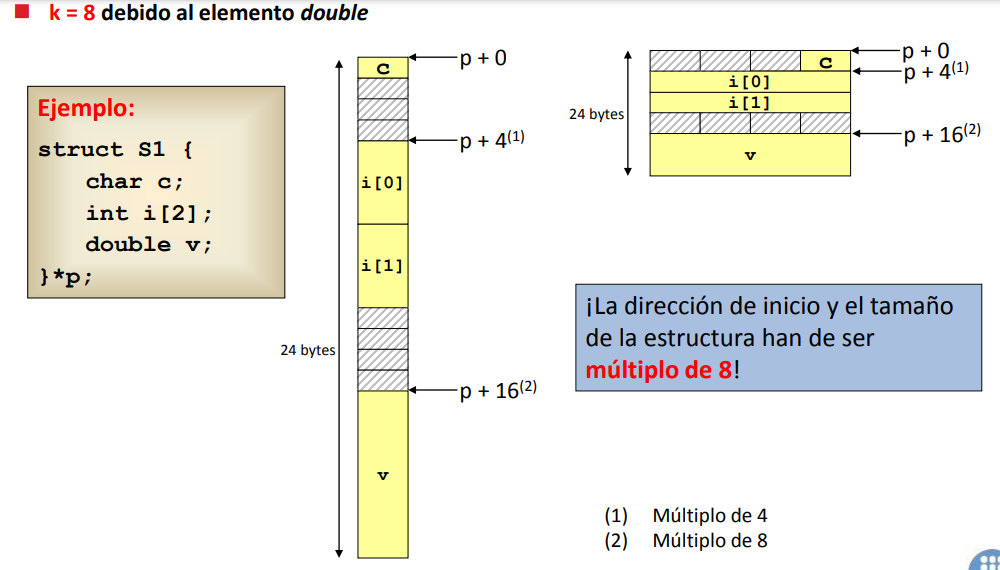 k = 8 debido al elemento double
Ejemplo:
struct S1 {
char c;
int i[2];
double v;
}*p;
c
i[0]
i[1]
v
p + 0
p + 4(1)
p + 16(2)
24 bytes
c
i[0]
i[1]
v
p + 0
p + 4(1)
p + 16(2)
24 bytes
¡La dirección de inicio y el tamaño
de la estructura han de ser
múltiplo de 8!
(1) Múltiplo de 4
(2) Múltiplo de 8